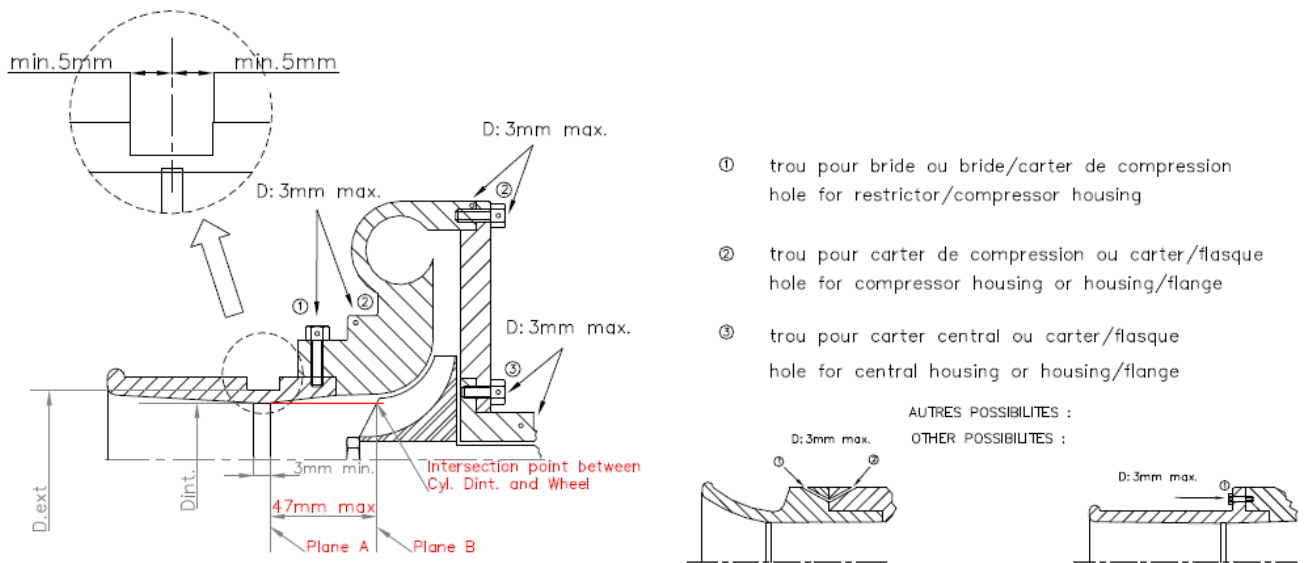 min.5mm
min.5mm
D:3mm max.
②
D:3mm max.
①
②
D:3mm max.
③
D.ext
Dint.
3mm min.
Intersection point between
Cyl. Dint. and Wheel
47mm max
Plane A
Plane B
① trou pour bride ou bride/carter de compression
hole for restrictor/compressor housing
② trou pour carter de compression ou carter/flasque
hole for compressor housing or housing/flange
③ trou pour carter central ou carter/flasque
hole for central housing or housing/flange
AUTRES POSSIBILITES :
OTHER POSSIBILITES :
D:3mm max.
①
②
D:3mm max.
①